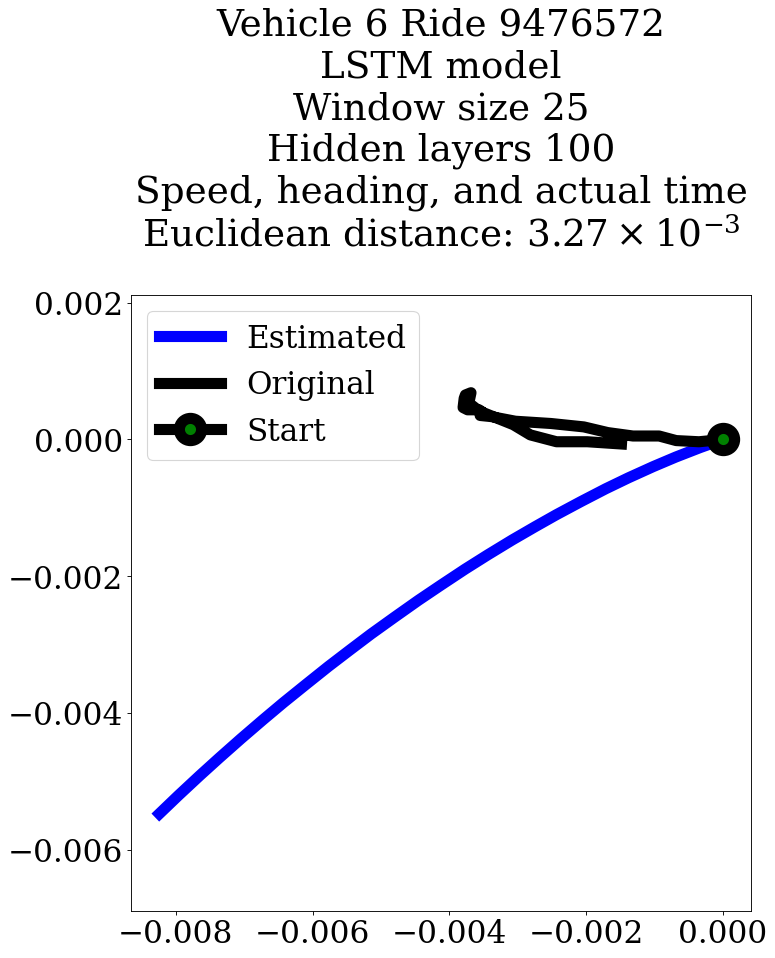 Vehicle 6 Ride 9476572
LSTM model
Window size 25
Hidden layers 100
Speed, heading, and actual time
Euclidean distance: 3.27 × 10⁻³
Estimated
Original
Start
0.002
0.000
−0.002
−0.004
−0.006
−0.008 −0.006 −0.004 −0.002 0.000